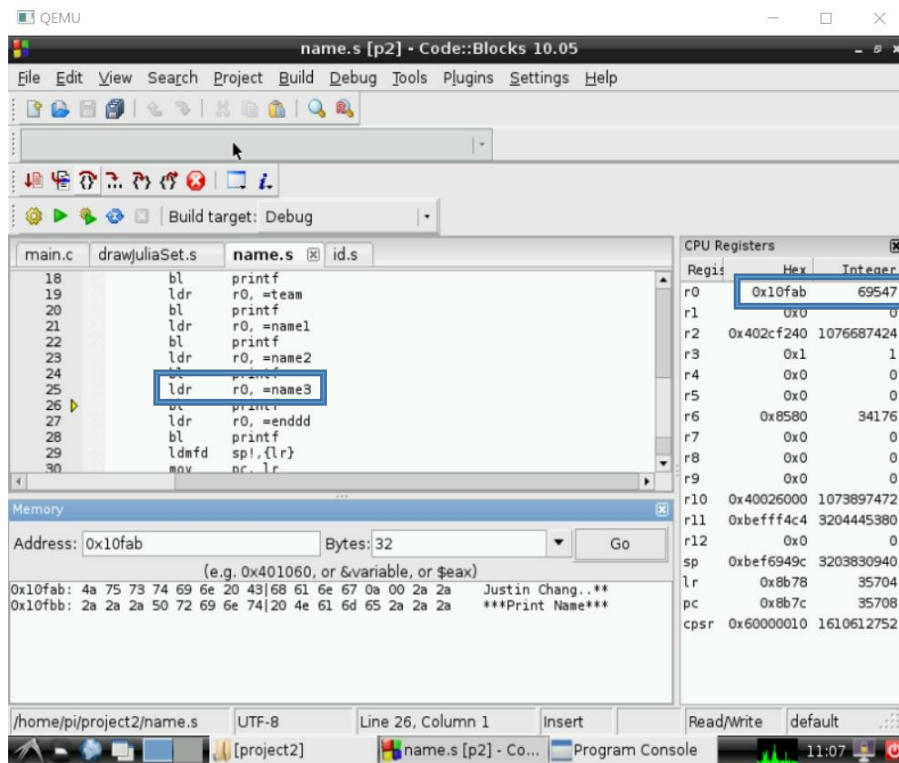 QEMU
name.s [p2] - Code::Blocks 10.05
File Edit View Search Project Build Debug Tools Plugins Settings Help
Build target: Debug
main.c drawJuliaSet.s name.s id.s
18 bl printf
19 ldr r0, =team
20 bl printf
21 ldr r0, =name1
22 bl printf
23 ldr r0, =name2
24 bl printf
25 ldr r0, =name3
26 bl printf
27 ldr r0, =enddd
28 bl printf
29 ldmfd sp!,{lr}
30 mov pc, lr
CPU Registers
Regis Hex Integer
r0 0x10fab 69547
r1 0x0 0
r2 0x402cf240 1076687424
r3 0x1 1
r4 0x0 0
r5 0x0 0
r6 0x8580 34176
r7 0x0 0
r8 0x0 0
r9 0x0 0
r10 0x40026000 1073897472
r11 0xbefff4c4 3204445380
r12 0x0 0
sp 0xbef6949c 3203830940
lr 0x8b78 35704
pc 0x8b7c 35708
cpsr 0x60000010 1610612752
Memory
Address: 0x10fab Bytes: 32 Go
(e.g. 0x401060, or &variable, or $eax)
0x10fab: 4a 75 73 74 69 6e 20 43|68 61 6e 67 0a 00 2a 2a Justin Chang..**
0x10fbb: 2a 2a 2a 50 72 69 6e 74|20 4e 61 6d 65 2a 2a 2a ***Print Name***
/home/pi/project2/name.s UTF-8 Line 26, Column 1 Insert Read/Write default
[project2] name.s [p2] - Co... Program Console 11:07